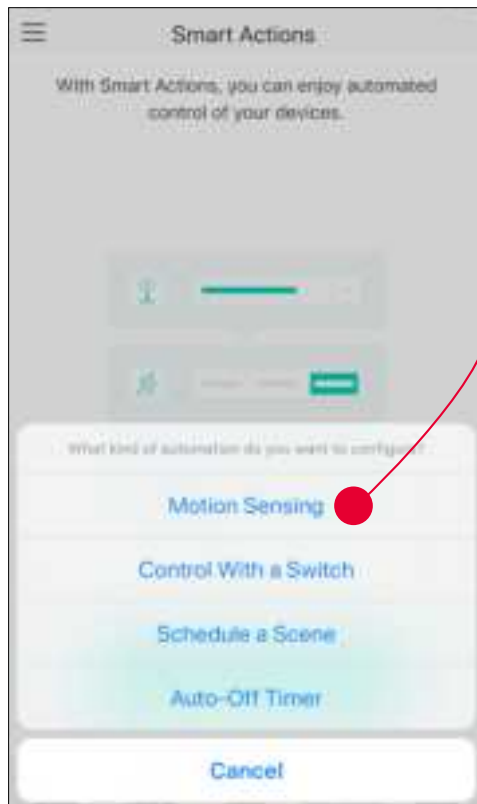 Smart Actions
With Smart Actions, you can enjoy automated
control of your devices.
What kind of automation do you want to configure?
Motion Sensing
Control With a Switch
Schedule a Scene
Auto-Off Timer
Cancel